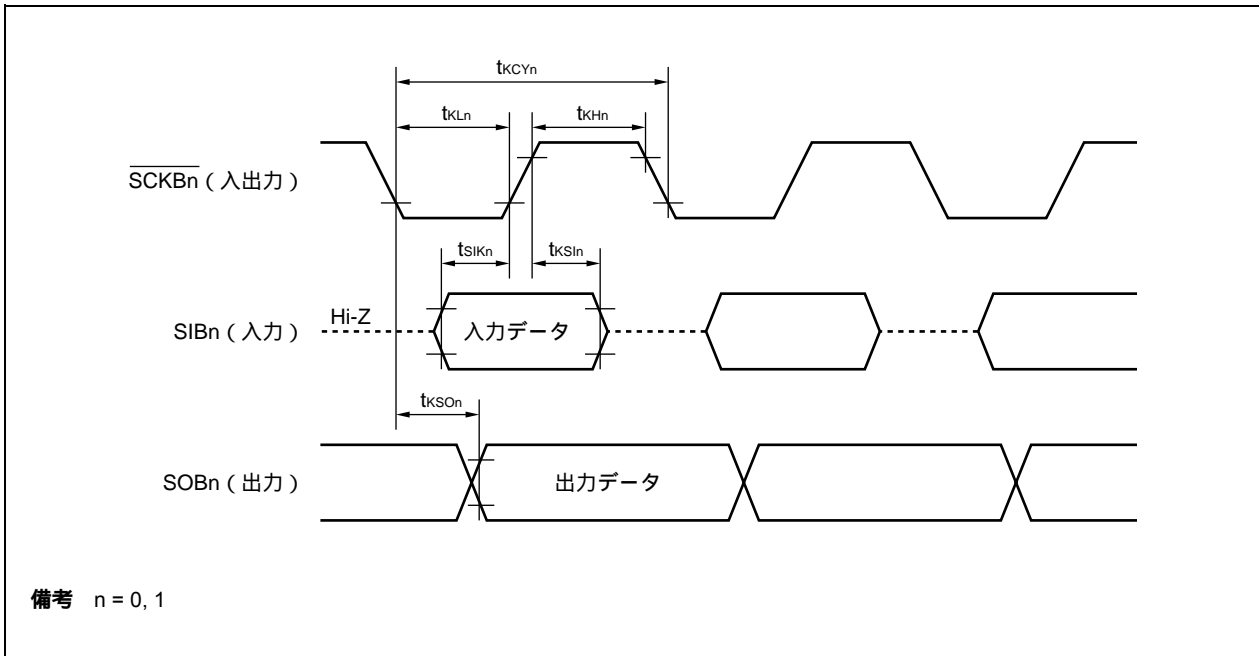 tKCYn
tKLn
tKHn
SCKBn（入出力）
tSIKn
tKSIn
SIBn（入力）
Hi-Z
入力データ
tKSOn
SOBn（出力）
出力データ
備考 n = 0, 1